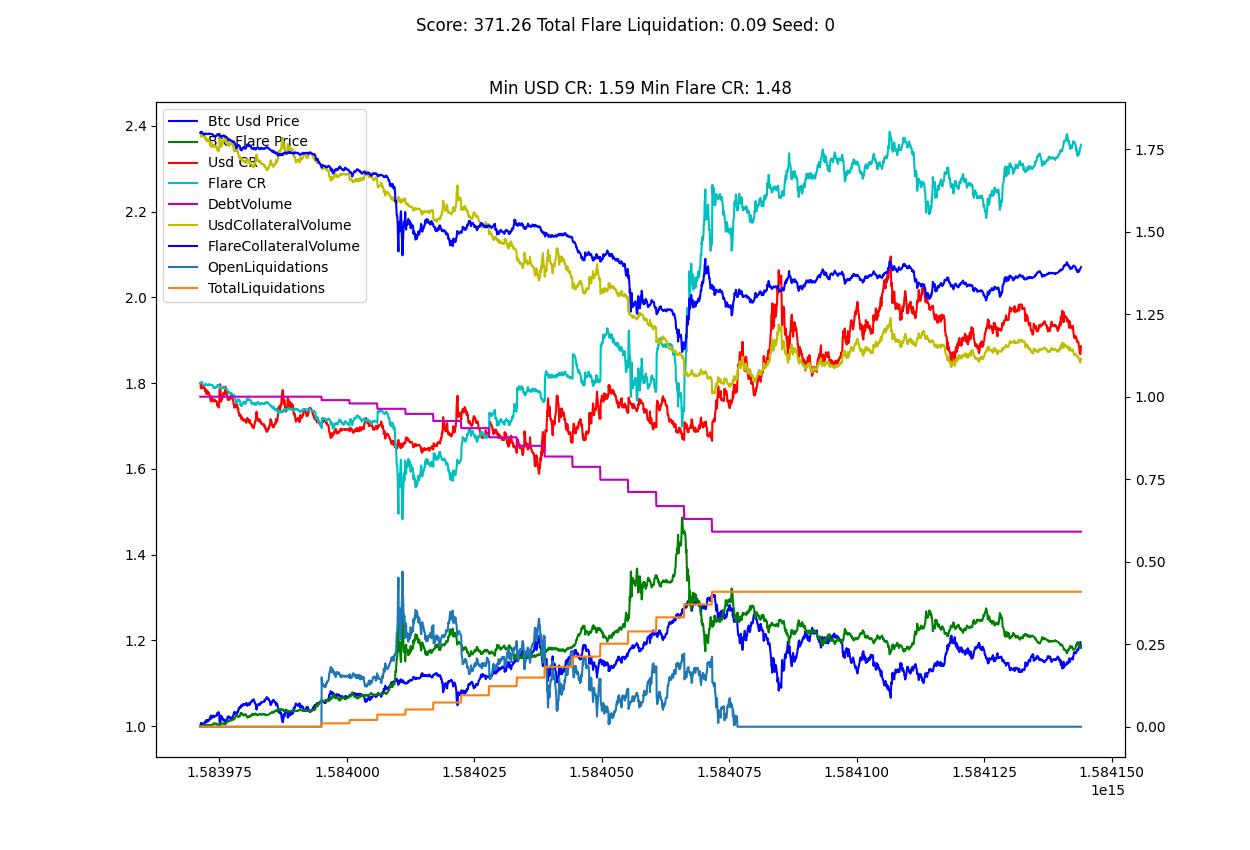 Score: 371.26 Total Flare Liquidation: 0.09 Seed: 0
Min USD CR: 1.59 Min Flare CR: 1.48
Btc Usd Price
Btc Flare Price
Usd CR
Flare CR
DebtVolume
UsdCollateralVolume
FlareCollateralVolume
OpenLiquidations
TotalLiquidations
2.4
2.2
2.0
1.8
1.6
1.4
1.2
1.0
1.75
1.50
1.25
1.00
0.75
0.50
0.25
0.00
1.583975 1.584000 1.584025 1.584050 1.584075 1.584100 1.584125 1.584150
1e15